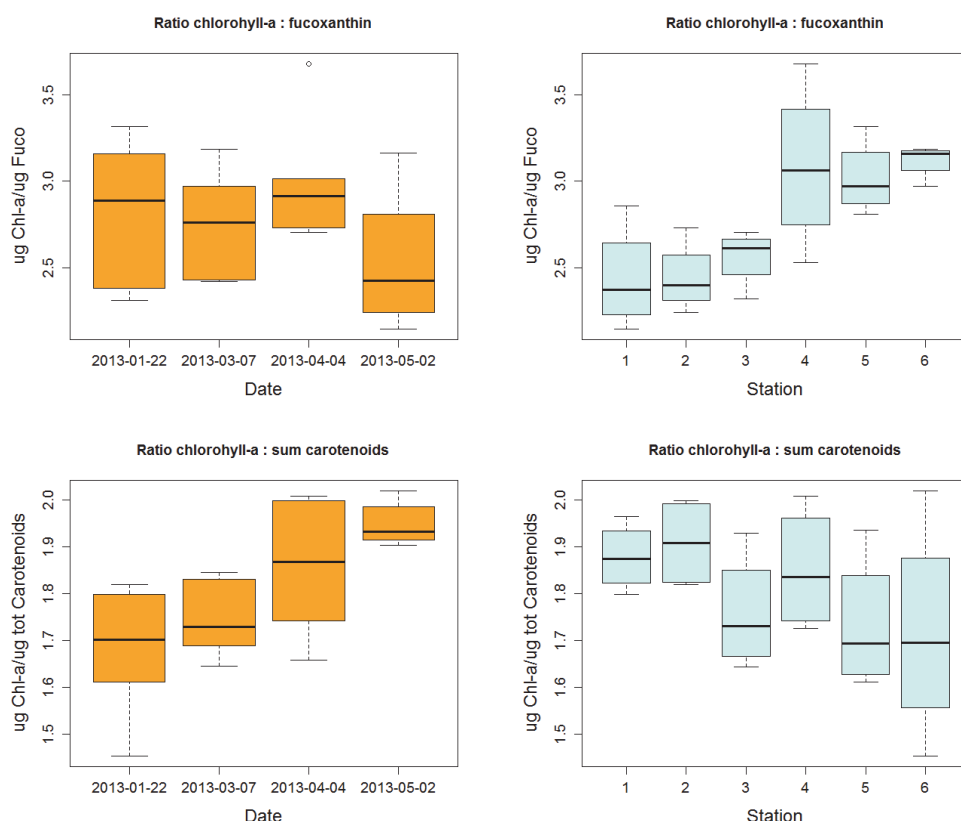 Ratio chlorohyll-a : fucoxanthin
ug Chl-a/ug Fuco
3.5
3.0
2.5
2013-01-22 2013-03-07 2013-04-04 2013-05-02
Date
Ratio chlorohyll-a : fucoxanthin
ug Chl-a/ug Fuco
3.5
3.0
2.5
1 2 3 4 5 6
Station
Ratio chlorohyll-a : sum carotenoids
ug Chl-a/ug tot Carotenoids
2.0
1.9
1.8
1.7
1.6
1.5
2013-01-22 2013-03-07 2013-04-04 2013-05-02
Date
Ratio chlorohyll-a : sum carotenoids
ug Chl-a/ug tot Carotenoids
2.0
1.9
1.8
1.7
1.6
1.5
1 2 3 4 5 6
Station